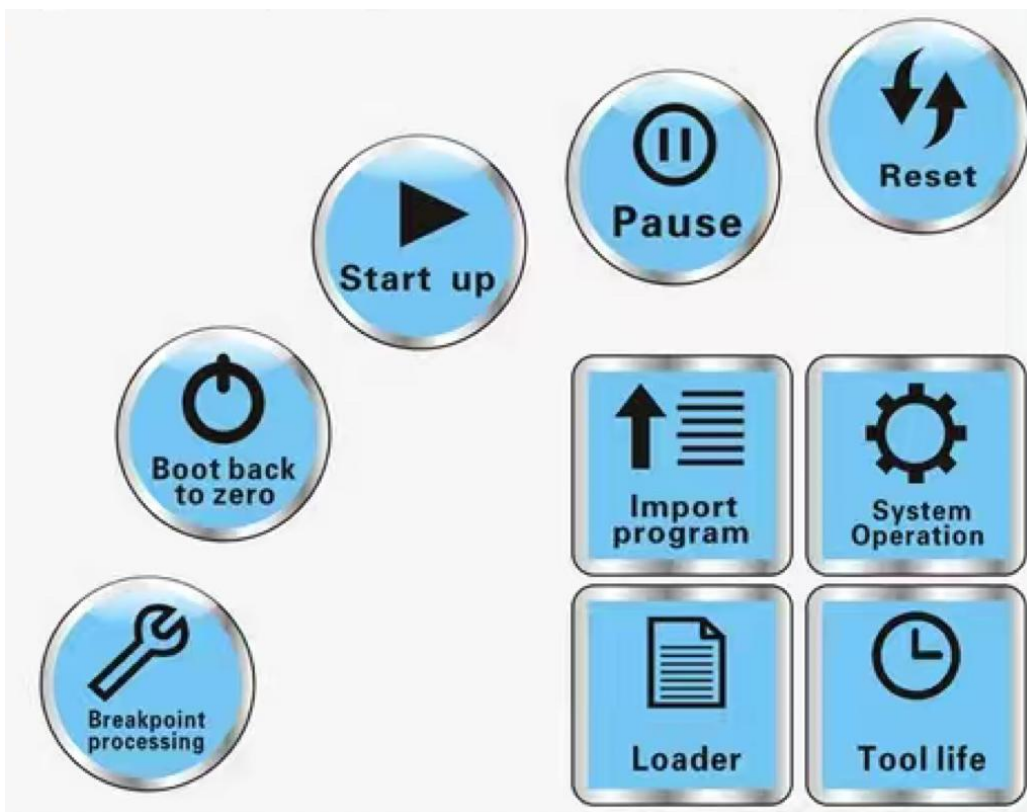 Reset
Pause
Start  up
Boot back
to zero
Import
program
System
Operation
Breakpoint
processing
Loader
Tool life